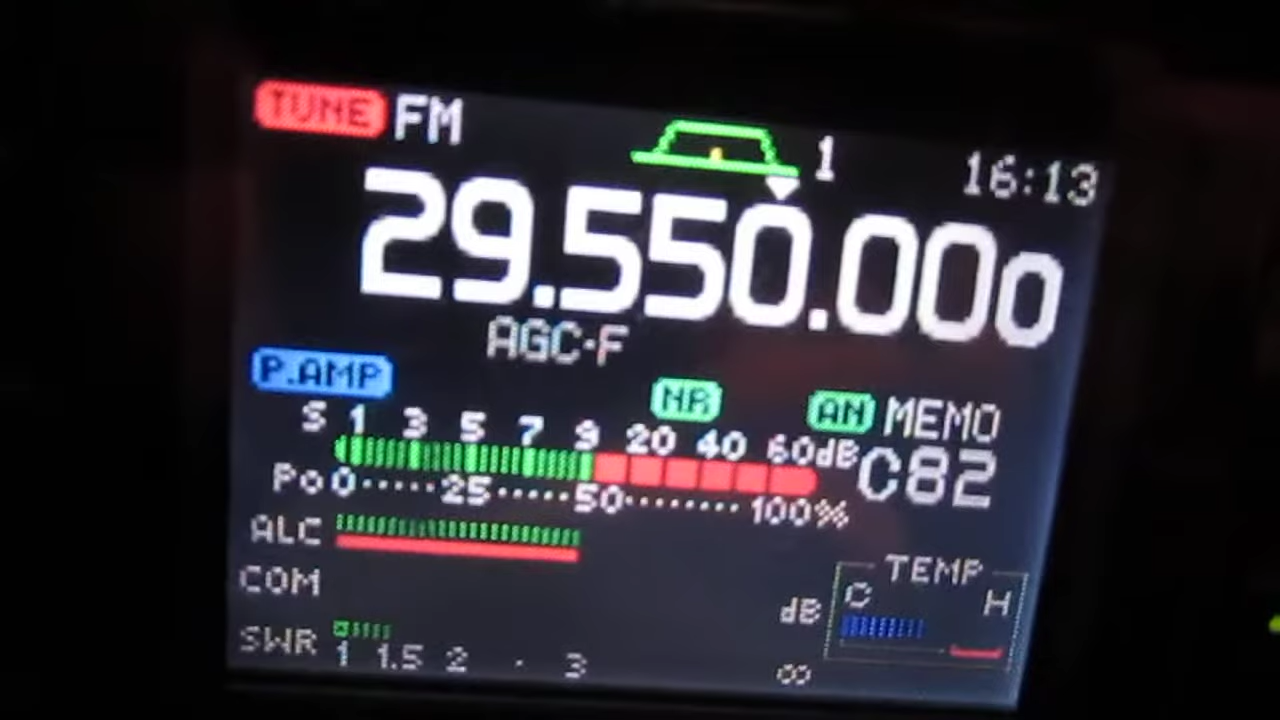 TUNE FM 1 16:13
29.550.000
AGC-F
P.AMP NR AN MEMO
S 1 3 5 7 9 20 40 60dB C82
Po 0 25 50 100%
ALC
TEMP
COM dB C H
SWR 1 1.5 2 · 3 ∞